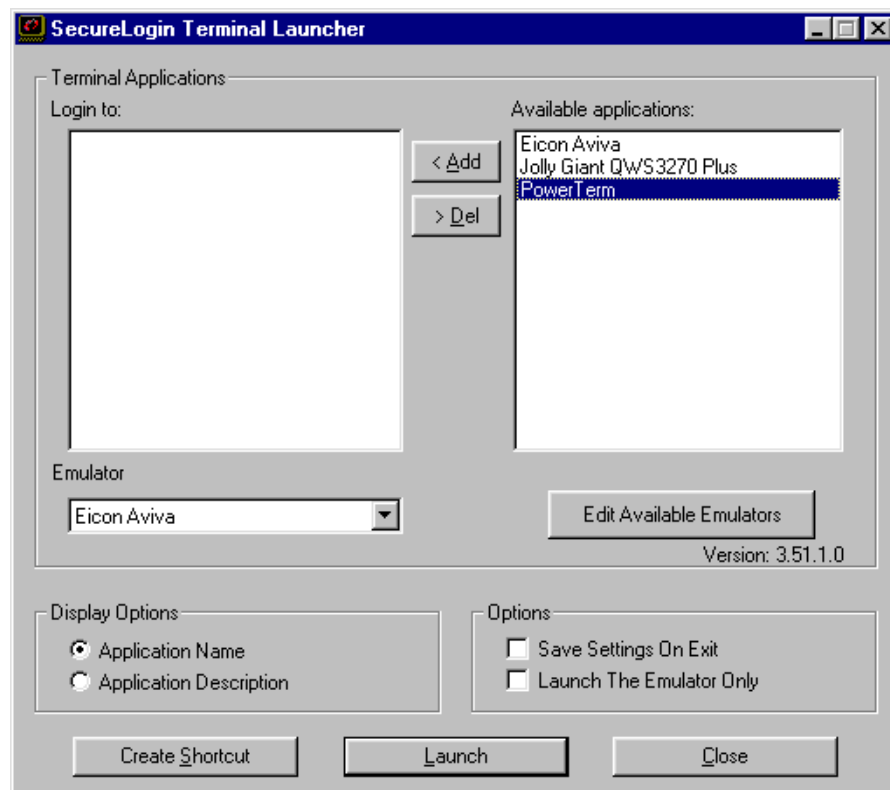 SecureLogin Terminal Launcher
Terminal Applications
Login to:
Available applications:
< Add
> Del
Eicon Aviva
Jolly Giant QWS3270 Plus
PowerTerm
Emulator
Eicon Aviva
Edit Available Emulators
Version: 3.51.1.0
Display Options
Application Name
Application Description
Options
Save Settings On Exit
Launch The Emulator Only
Create Shortcut
Launch
Close